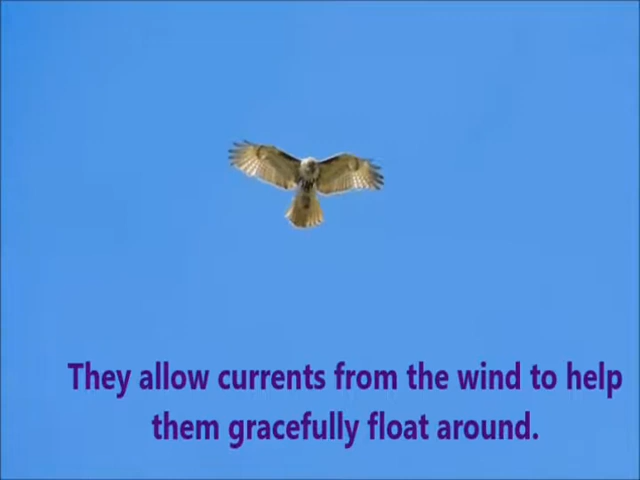 They allow currents from the wind to help
them gracefully float around.